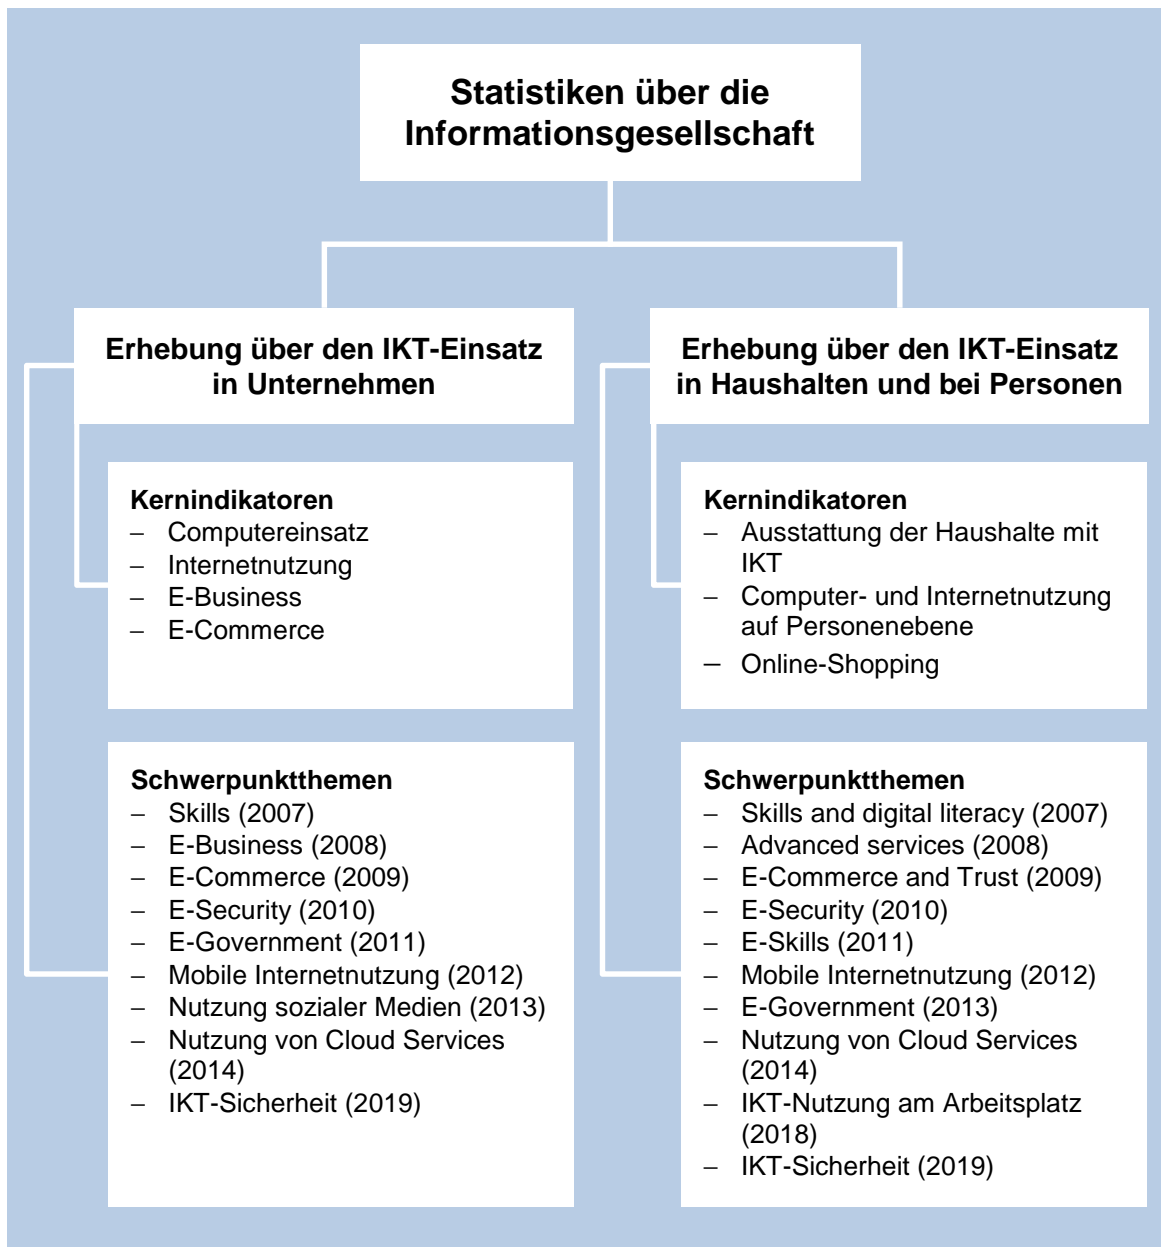 Statistiken über die
Informationsgesellschaft
Erhebung über den IKT-Einsatz
in Unternehmen
Kernindikatoren
– Computereinsatz
– Internetnutzung
– E-Business
– E-Commerce
Schwerpunktthemen
– Skills (2007)
– E-Business (2008)
– E-Commerce (2009)
– E-Security (2010)
– E-Government (2011)
– Mobile Internetnutzung (2012)
– Nutzung sozialer Medien (2013)
– Nutzung von Cloud Services
(2014)
– IKT-Sicherheit (2019)
Erhebung über den IKT-Einsatz
in Haushalten und bei Personen
Kernindikatoren
– Ausstattung der Haushalte mit
IKT
– Computer- und Internetnutzung
auf Personenebene
– Online-Shopping
Schwerpunktthemen
– Skills and digital literacy (2007)
– Advanced services (2008)
– E-Commerce and Trust (2009)
– E-Security (2010)
– E-Skills (2011)
– Mobile Internetnutzung (2012)
– E-Government (2013)
– Nutzung von Cloud Services
(2014)
– IKT-Nutzung am Arbeitsplatz
(2018)
– IKT-Sicherheit (2019)